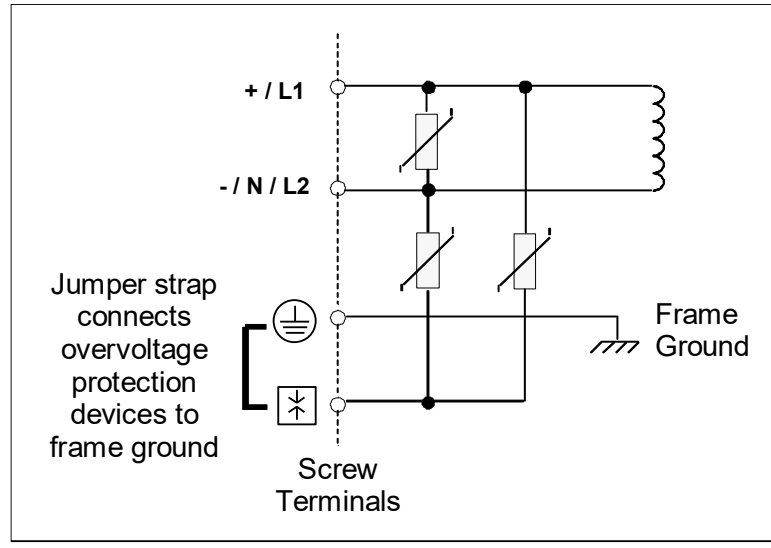 + / L1
- / N / L2
Jumper strap
connects
overvoltage
protection
devices to
frame ground
Frame
Ground
Screw
Terminals